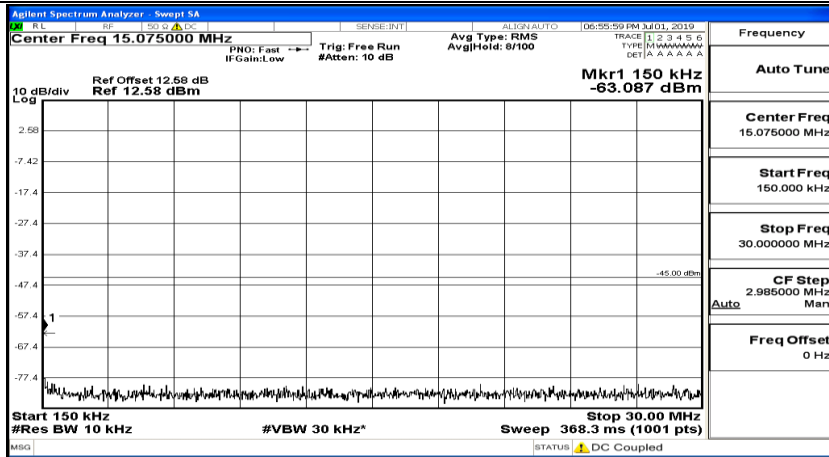 Agilent Spectrum Analyzer - Swept SA
LXI RL RF 50 Ω DC SENSE:INT ALIGN AUTO 06:55:59 PM Jul 01, 2019
Center Freq 15.075000 MHz
PNO: Fast
IFGain:Low
Trig: Free Run
#Atten: 10 dB
Avg Type: RMS
Avg|Hold: 8/100
TRACE 1 2 3 4 5 6
TYPE M
DET A A A A A A
Ref Offset 12.58 dB
10 dB/div Ref 12.58 dBm
Log
Mkr1 150 kHz
-63.087 dBm
2.58
-7.42
-17.4
-27.4
-37.4
-45.00 dBm
-47.4
-57.4
1
-67.4
-77.4
Start 150 kHz Stop 30.00 MHz
#Res BW 10 kHz #VBW 30 kHz* Sweep 368.3 ms (1001 pts)
MSG STATUS DC Coupled
Frequency
Auto Tune
Center Freq
15.075000 MHz
Start Freq
150.000 kHz
Stop Freq
30.000000 MHz
CF Step
2.985000 MHz
Auto Man
Freq Offset
0 Hz